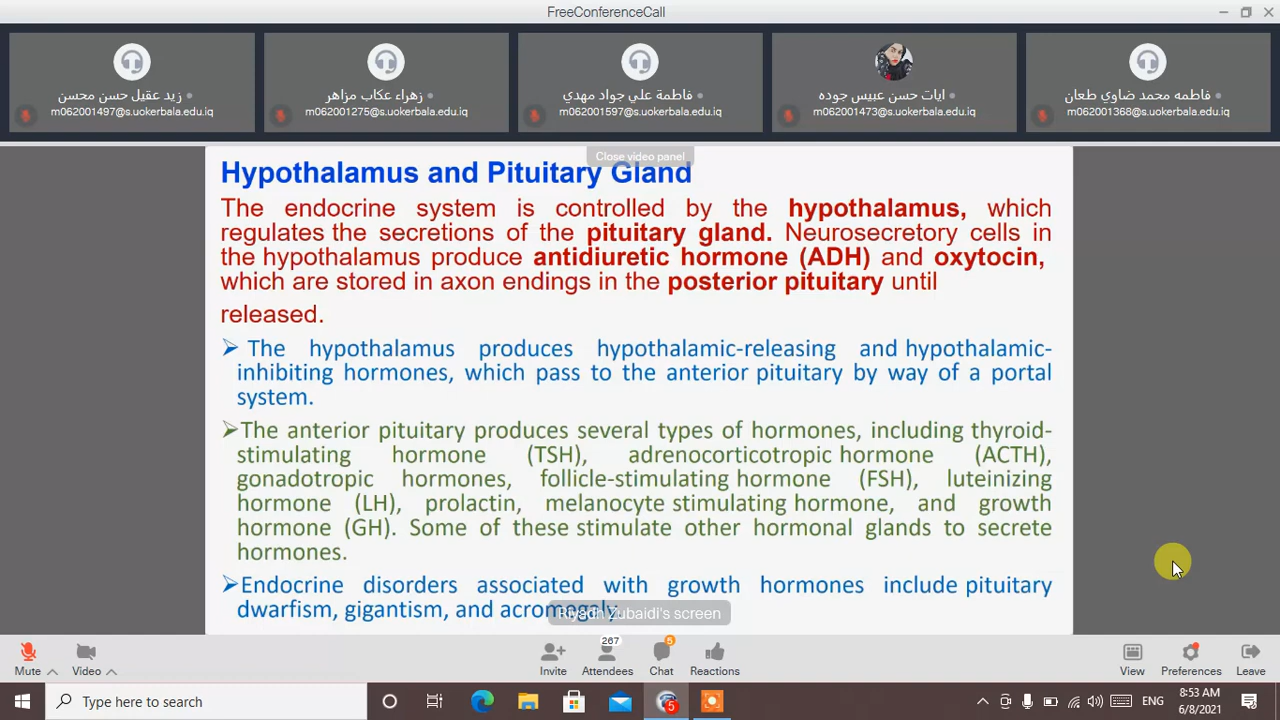 FreeConferenceCall
زيد عقيل حسن محسن
m062001497@s.uokerbala.edu.iq
زهراء عكاب مزاهر
m062001275@s.uokerbala.edu.iq
فاطمة علي جواد مهدي
m062001597@s.uokerbala.edu.iq
ايات حسن عبيس جوده
m062001473@s.uokerbala.edu.iq
فاطمه محمد ضاوي طعان
m062001368@s.uokerbala.edu.iq
Close video panel
Hypothalamus and Pituitary Gland
The endocrine system is controlled by the hypothalamus, which
regulates the secretions of the pituitary gland. Neurosecretory cells in
the hypothalamus produce antidiuretic hormone (ADH) and oxytocin,
which are stored in axon endings in the posterior pituitary until
released.
The hypothalamus produces hypothalamic-releasing and hypothalamic-
inhibiting hormones, which pass to the anterior pituitary by way of a portal
system.
The anterior pituitary produces several types of hormones, including thyroid-
stimulating hormone (TSH), adrenocorticotropic hormone (ACTH),
gonadotropic hormones, follicle-stimulating hormone (FSH), luteinizing
hormone (LH), prolactin, melanocyte stimulating hormone, and growth
hormone (GH). Some of these stimulate other hormonal glands to secrete
hormones.
Endocrine disorders associated with growth hormones include pituitary
dwarfism, gigantism, and acromegaly
Riyadh Zubaidi's screen
Mute
Video
Invite
267
Attendees
5
Chat
Reactions
View
Preferences
Leave
Type here to search
5
ENG
8:53 AM
6/8/2021